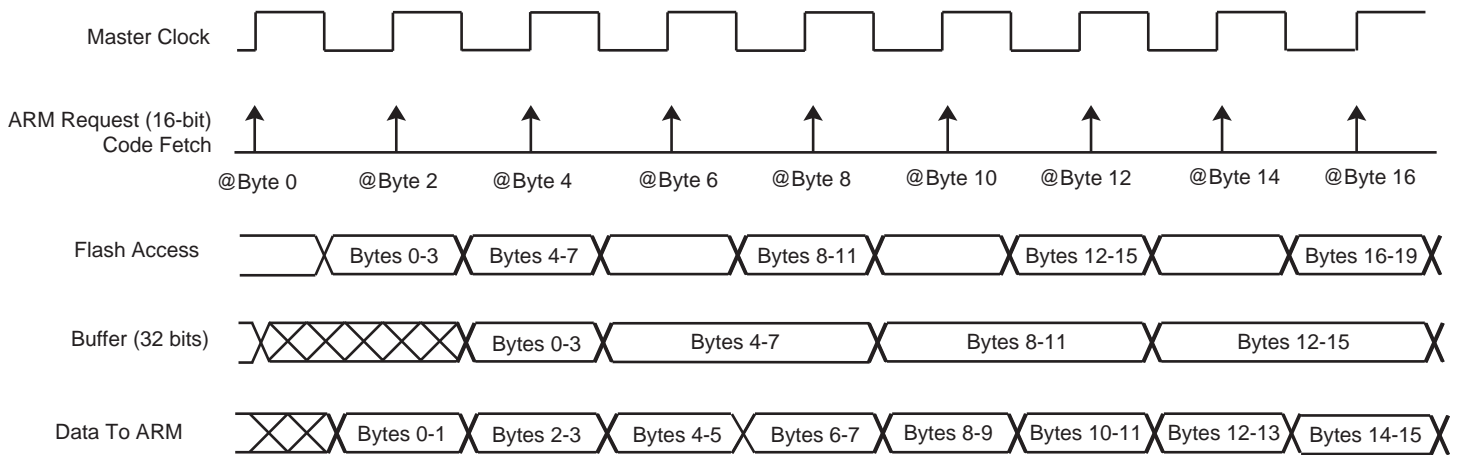 Master Clock
ARM Request (16-bit)
Code Fetch
@Byte 0 @Byte 2 @Byte 4 @Byte 6 @Byte 8 @Byte 10 @Byte 12 @Byte 14 @Byte 16
Flash Access Bytes 0-3 Bytes 4-7 Bytes 8-11 Bytes 12-15 Bytes 16-19
Buffer (32 bits) Bytes 0-3 Bytes 4-7 Bytes 8-11 Bytes 12-15
Data To ARM Bytes 0-1 Bytes 2-3 Bytes 4-5 Bytes 6-7 Bytes 8-9 Bytes 10-11 Bytes 12-13 Bytes 14-15